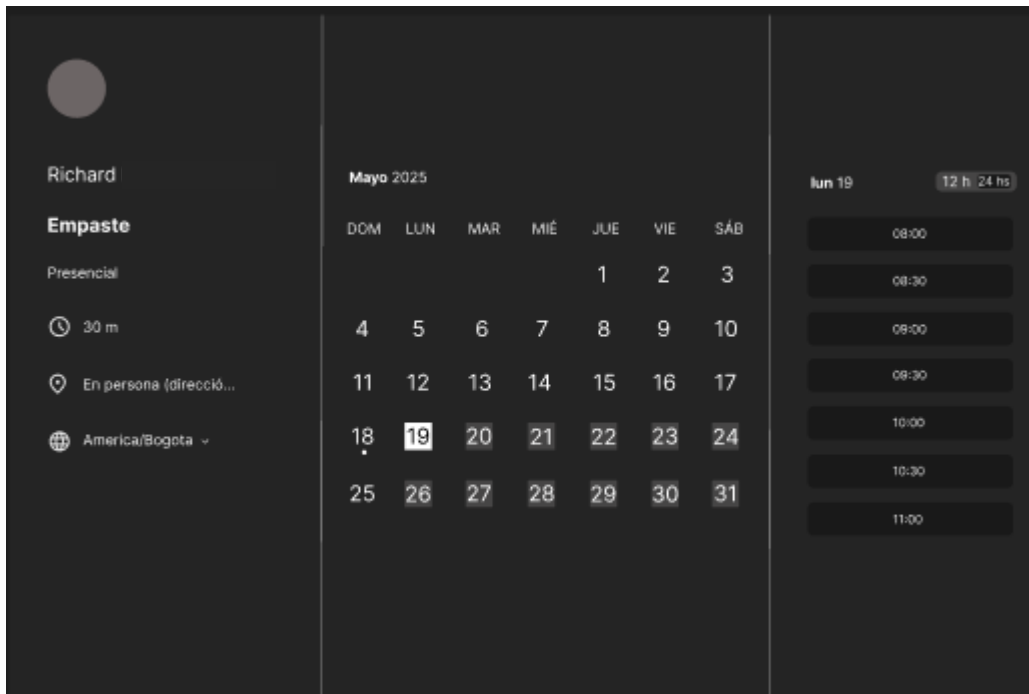 Richard
Empaste
Presencial
30 m
En persona (direcció...
America/Bogota
Mayo 2025
DOM LUN MAR MIÉ JUE VIE SÁB
1 2 3
4 5 6 7 8 9 10
11 12 13 14 15 16 17
18 19 20 21 22 23 24
25 26 27 28 29 30 31
lun 19 12 h 24 hs
08:00
08:30
09:00
09:30
10:00
10:30
11:00